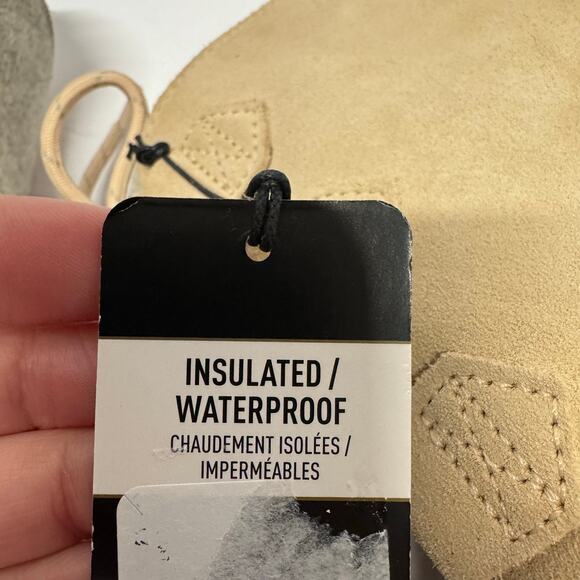 INSULATED /
WATERPROOF
CHAUDEMENT ISOLÉES /
IMPERMÉABLES